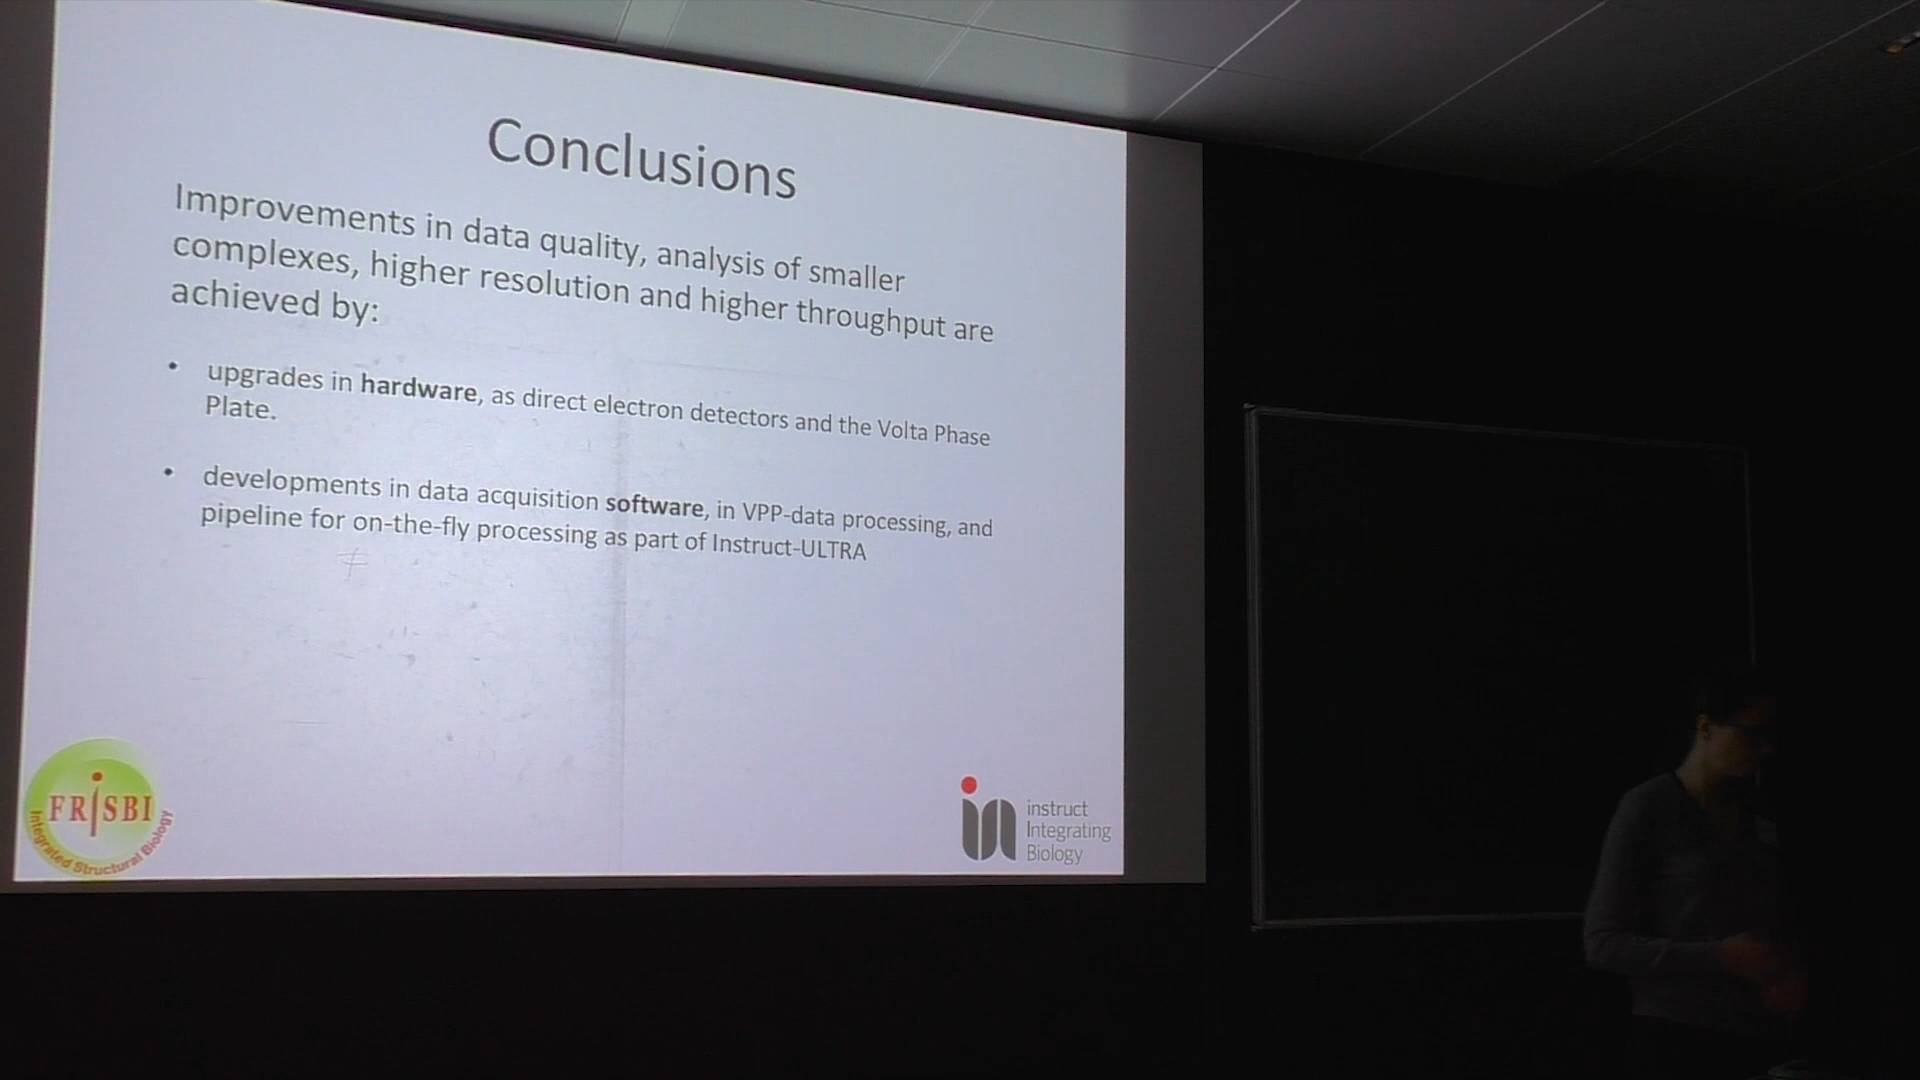 Conclusions
Improvements in data quality, analysis of smaller
complexes, higher resolution and higher throughput are
achieved by:
• upgrades in hardware, as direct electron detectors and the Volta Phase
Plate.
• developments in data acquisition software, in VPP-data processing, and
pipeline for on-the-fly processing as part of Instruct-ULTRA
FRISBI
Integrated Structural Biology
instruct
Integrating
Biology